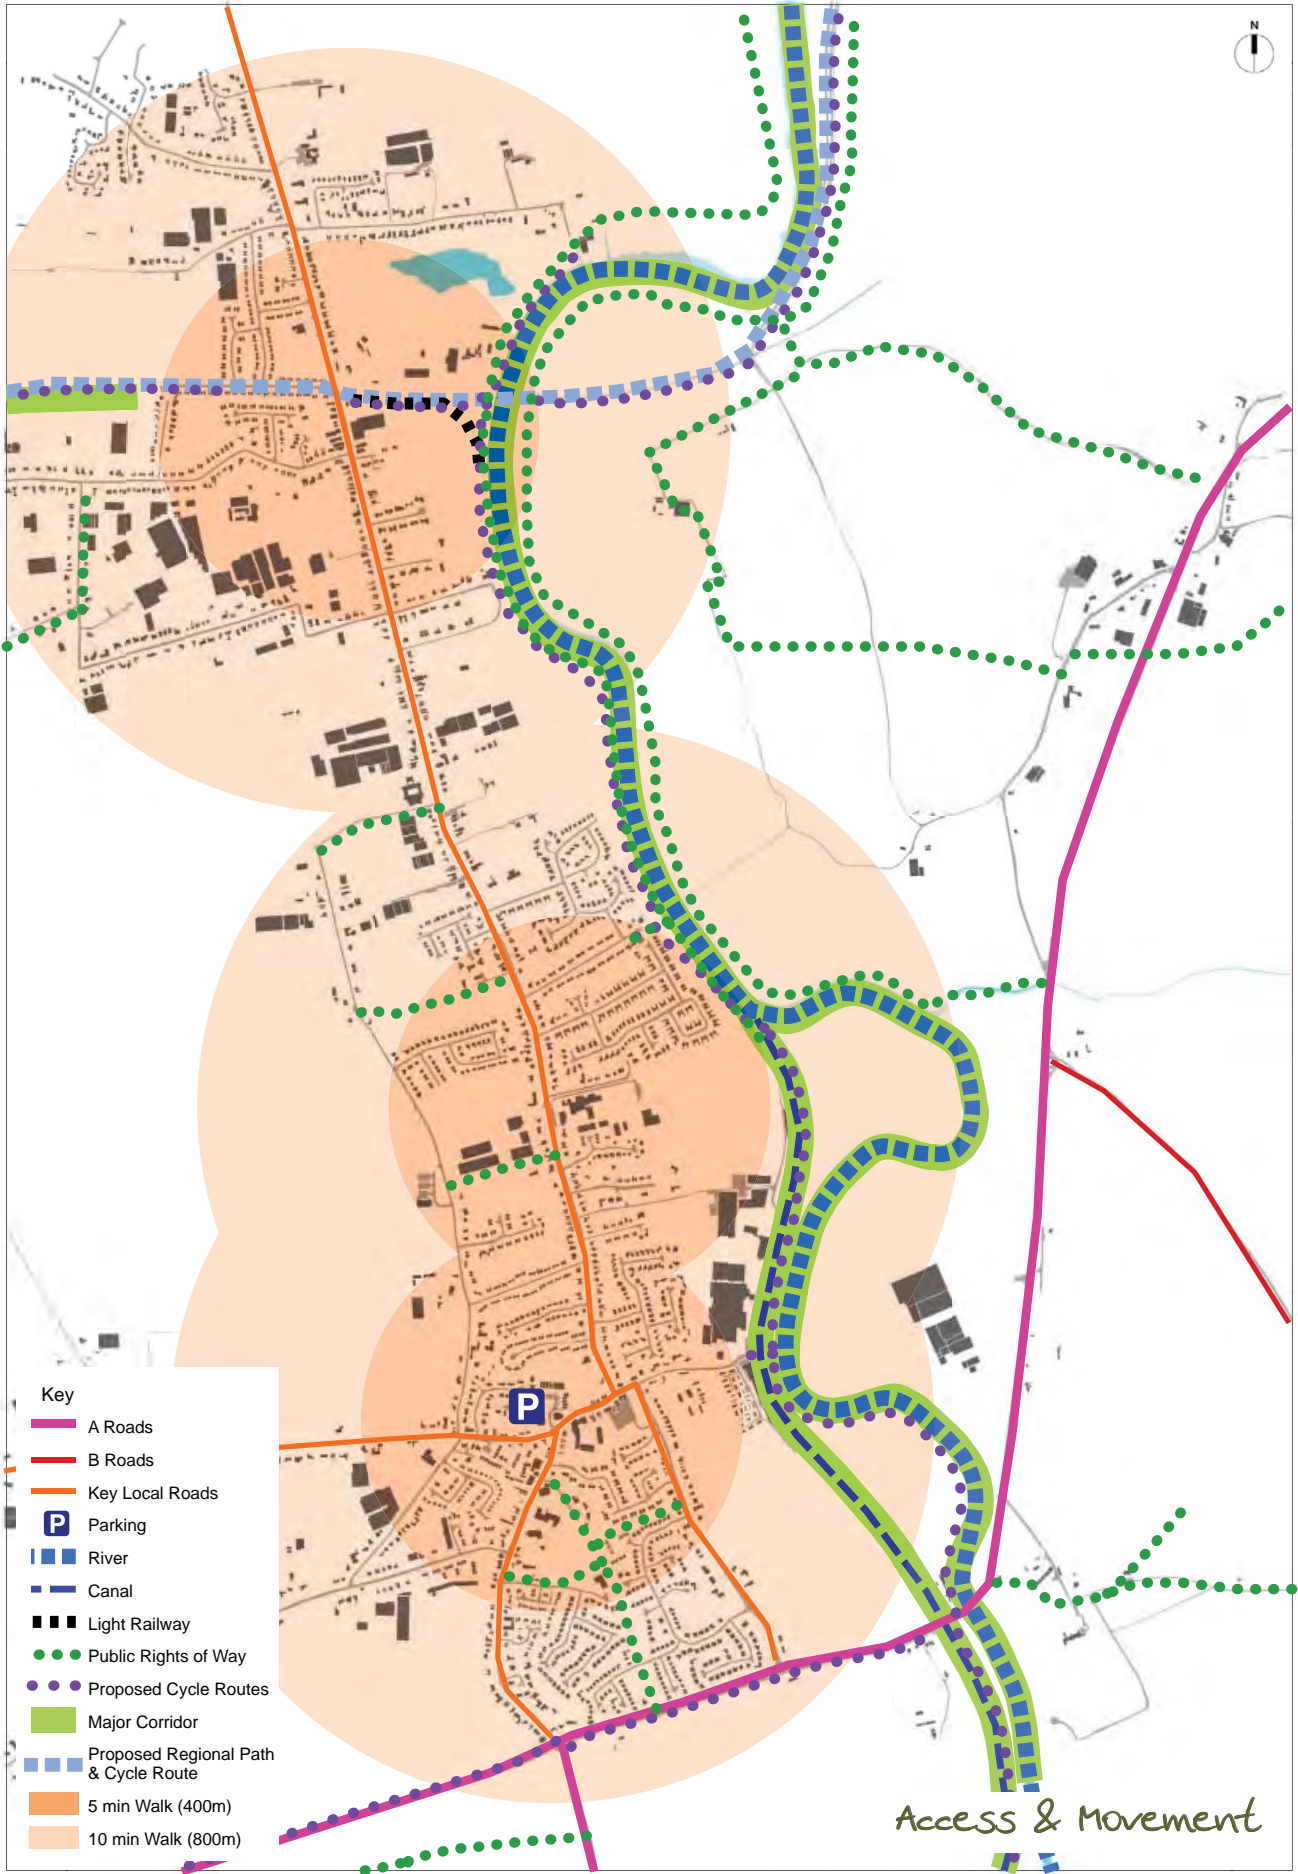 N
P
Key
A Roads
B Roads
Key Local Roads
P Parking
River
Canal
Light Railway
Public Rights of Way
Proposed Cycle Routes
Major Corridor
Proposed Regional Path
& Cycle Route
5 min Walk (400m)
10 min Walk (800m)
Access & Movement